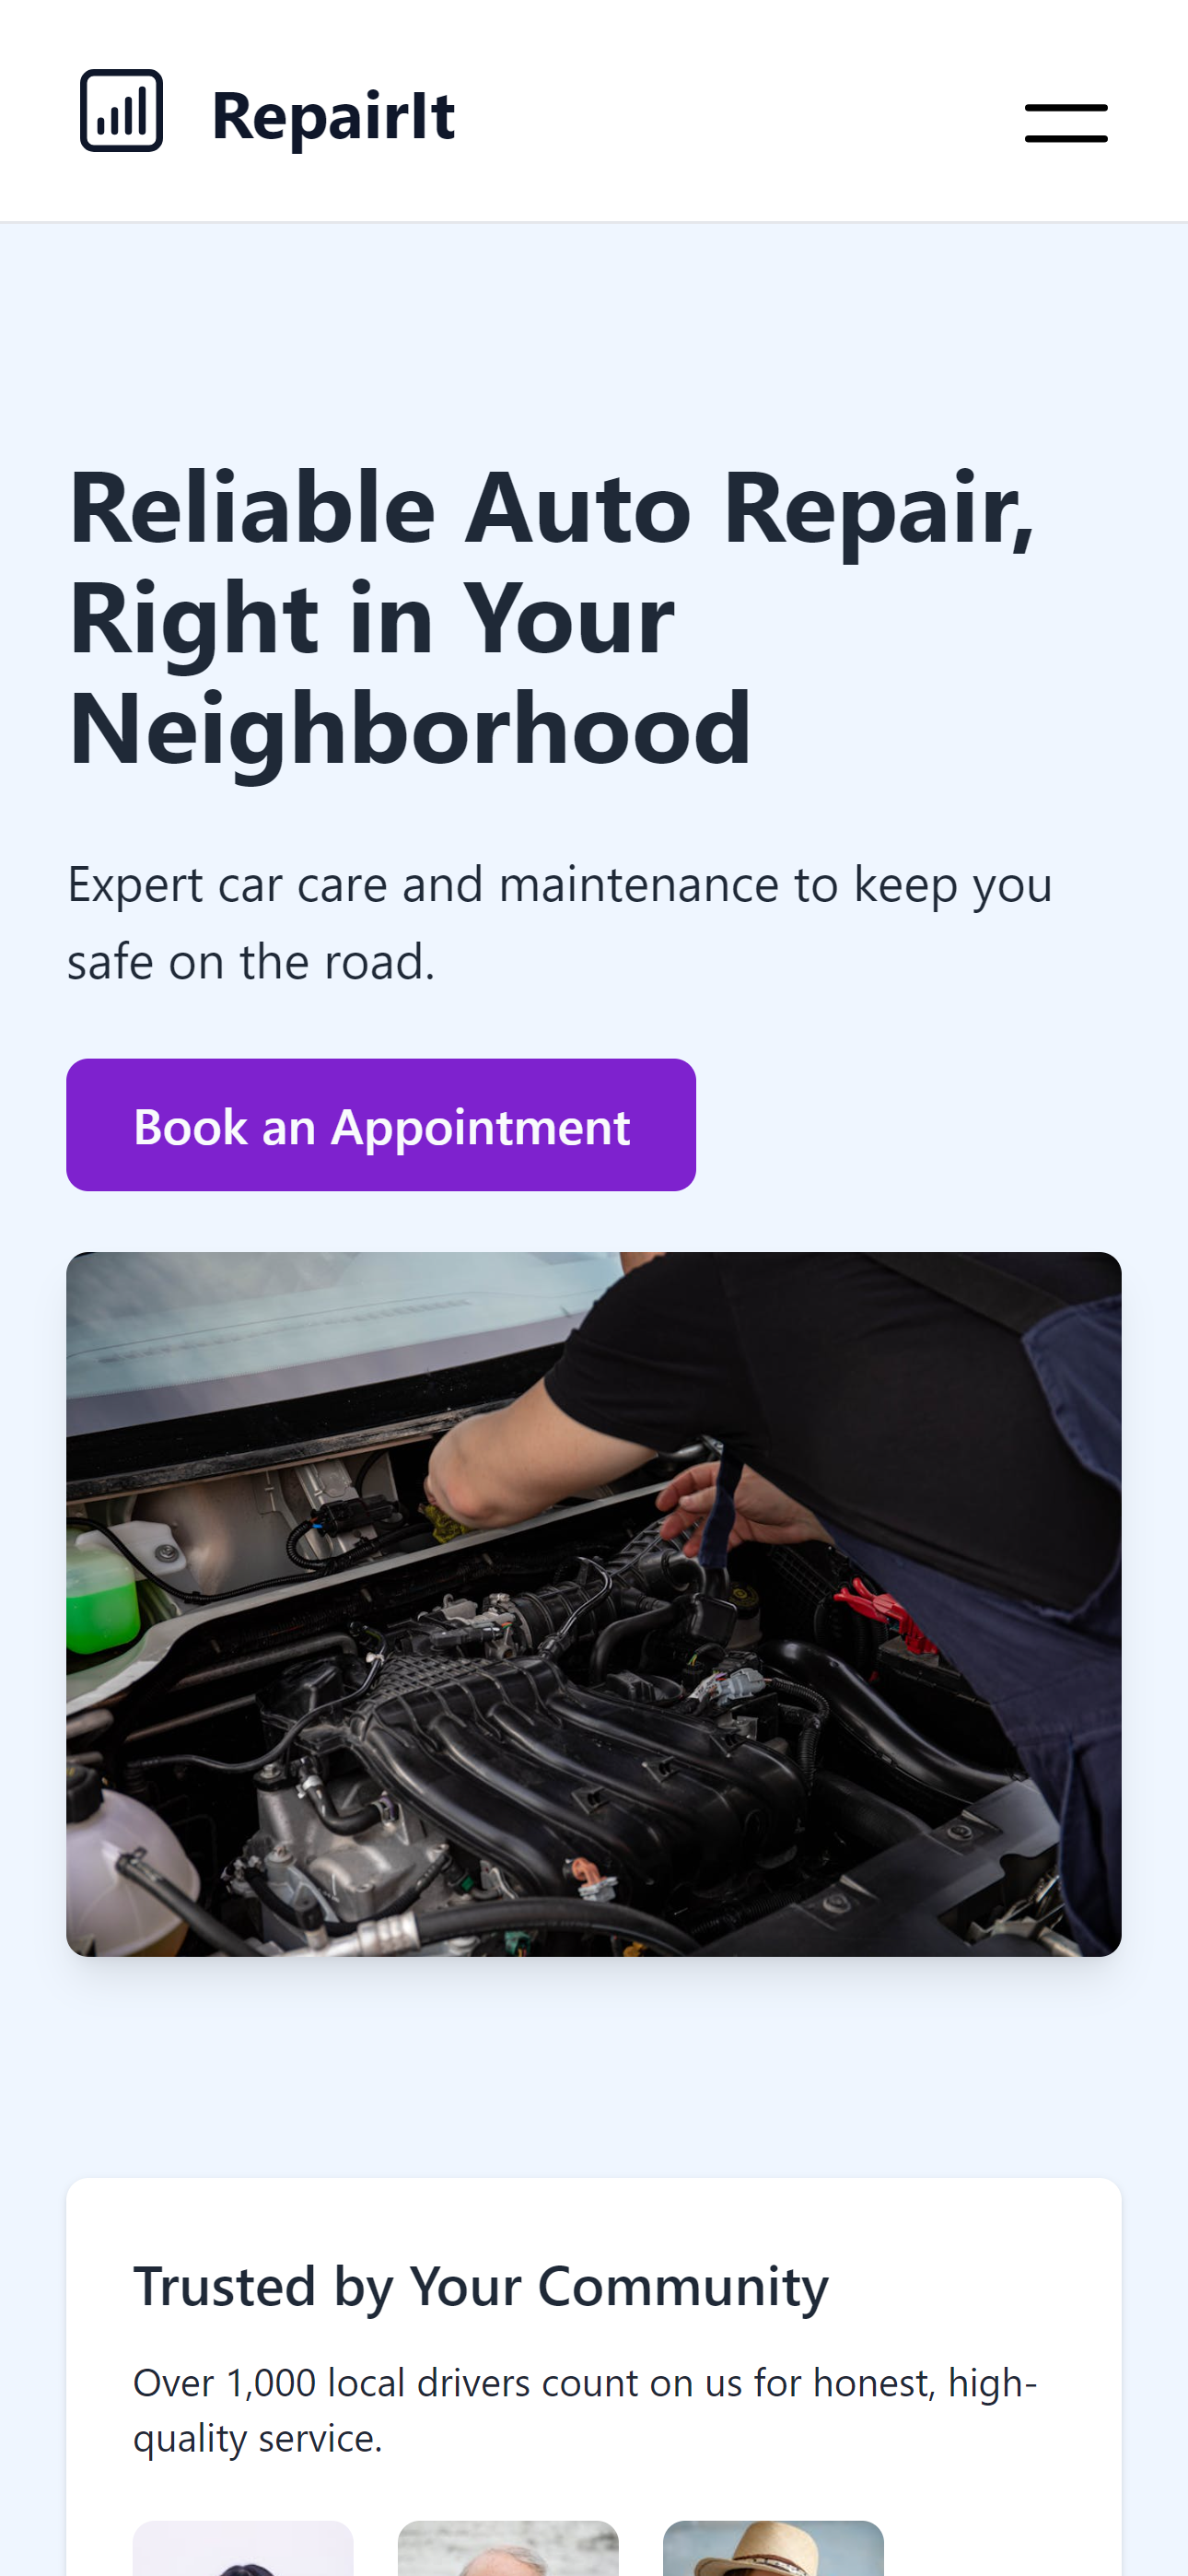 RepairIt
Reliable Auto Repair,
Right in Your
Neighborhood
Expert car care and maintenance to keep you
safe on the road.
Book an Appointment
Trusted by Your Community
Over 1,000 local drivers count on us for honest, high-
quality service.